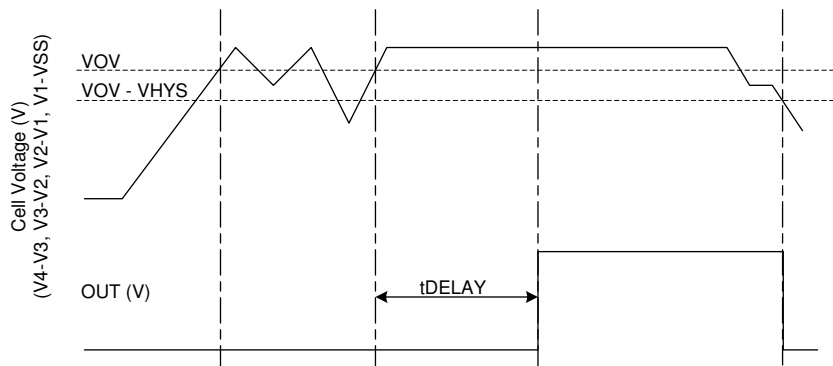 Cell Voltage (V)
(V4-V3, V3-V2, V2-V1, V1-VSS)
VOV
VOV - VHYS
OUT (V)
tDELAY